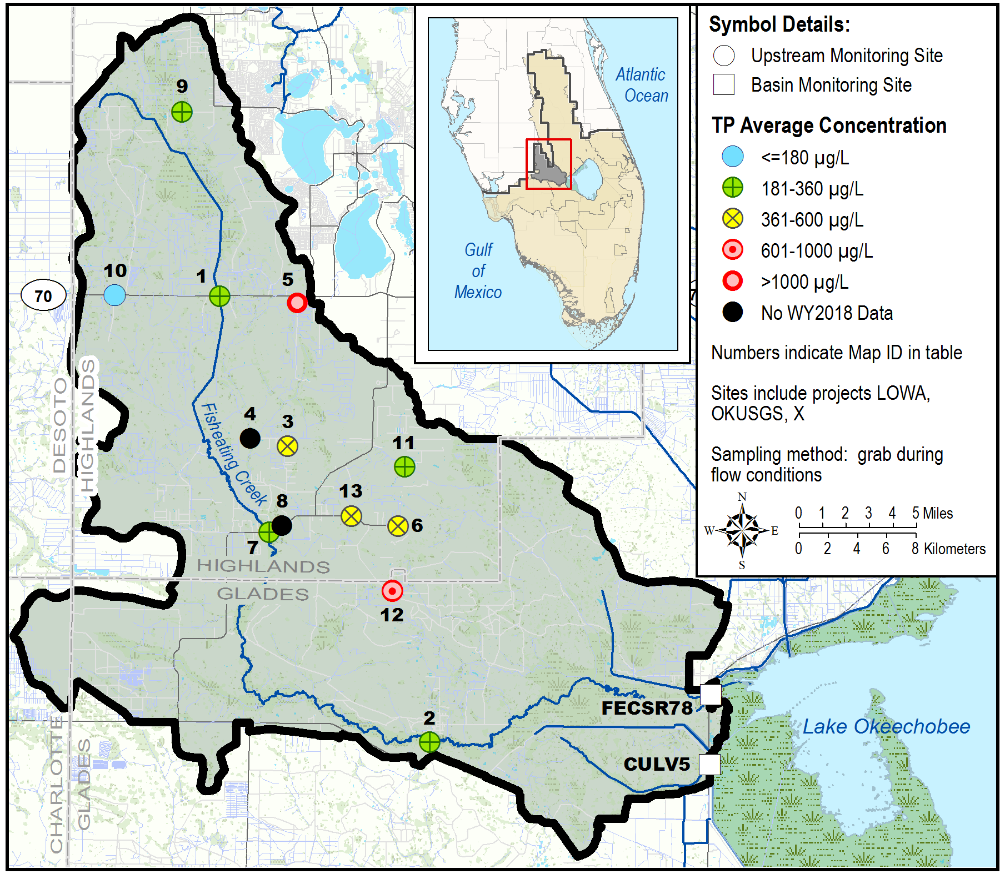 9
10
1
5
70
DESOTO
HIGHLANDS
Fisheating Creek
4
3
11
13
8
6
7
HIGHLANDS
GLADES
12
2
FECSR78
CULV5
CHARLOTTE
GLADES
Lake Okeechobee
Atlantic
Ocean
Gulf
of
Mexico
Symbol Details:
Upstream Monitoring Site
Basin Monitoring Site
TP Average Concentration
<=180 µg/L
181-360 µg/L
361-600 µg/L
601-1000 µg/L
>1000 µg/L
No WY2018 Data
Numbers indicate Map ID in table
Sites include projects LOWA,
OKUSGS, X
Sampling method:  grab during
flow conditions
N
W E
S
0 1 2 3 4 5 Miles
0 2 4 6 8 Kilometers